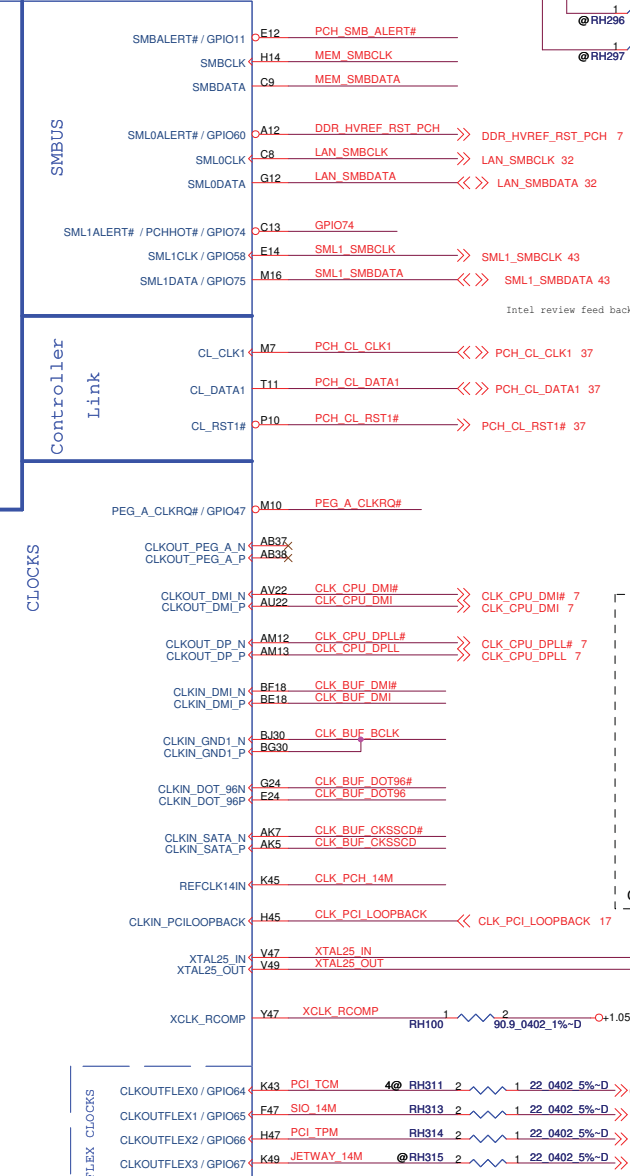 1
@RH296
1
@RH297
SMBUS
SMBALERT# / GPIO11 E12 PCH_SMB_ALERT#
SMBCLK H14 MEM_SMBCLK
SMBDATA C9 MEM_SMBDATA
SML0ALERT# / GPIO60 A12 DDR_HVREF_RST_PCH DDR_HVREF_RST_PCH 7
SML0CLK C8 LAN_SMBCLK LAN_SMBCLK 32
SML0DATA G12 LAN_SMBDATA LAN_SMBDATA 32
SML1ALERT# / PCHHOT# / GPIO74 C13 GPIO74
SML1CLK / GPIO58 E14 SML1_SMBCLK SML1_SMBCLK 43
SML1DATA / GPIO75 M16 SML1_SMBDATA SML1_SMBDATA 43
Intel review feed back
Controller
Link
CL_CLK1 M7 PCH_CL_CLK1 PCH_CL_CLK1 37
CL_DATA1 T11 PCH_CL_DATA1 PCH_CL_DATA1 37
CL_RST1# P10 PCH_CL_RST1# PCH_CL_RST1# 37
CLOCKS
PEG_A_CLKRQ# / GPIO47 M10 PEG_A_CLKRQ#
CLKOUT_PEG_A_N AB37
CLKOUT_PEG_A_P AB38
CLKOUT_DMI_N AV22 CLK_CPU_DMI# CLK_CPU_DMI# 7
CLKOUT_DMI_P AU22 CLK_CPU_DMI CLK_CPU_DMI 7
CLKOUT_DP_N AM12 CLK_CPU_DPLL# CLK_CPU_DPLL# 7
CLKOUT_DP_P AM13 CLK_CPU_DPLL CLK_CPU_DPLL 7
CLKIN_DMI_N BF18 CLK_BUF_DMI#
CLKIN_DMI_P BE18 CLK_BUF_DMI
CLKIN_GND1_N BJ30 CLK_BUF_BCLK
CLKIN_GND1_P BG30
CLKIN_DOT_96N G24 CLK_BUF_DOT96#
CLKIN_DOT_96P E24 CLK_BUF_DOT96
CLKIN_SATA_N AK7 CLK_BUF_CKSSCD#
CLKIN_SATA_P AK5 CLK_BUF_CKSSCD
REFCLK14IN K45 CLK_PCH_14M
CLKIN_PCILOOPBACK H45 CLK_PCI_LOOPBACK CLK_PCI_LOOPBACK 17
XTAL25_IN V47 XTAL25_IN
XTAL25_OUT V49 XTAL25_OUT
XCLK_RCOMP Y47 XCLK_RCOMP RH100 1 2 90.9_0402_1%~D +1.05
FLEX CLOCKS
CLKOUTFLEX0 / GPIO64 K43 PCI_TCM 4@ RH311 2 1 22_0402_5%~D
CLKOUTFLEX1 / GPIO65 F47 SIO_14M RH313 2 1 22_0402_5%~D
CLKOUTFLEX2 / GPIO66 H47 PCI_TPM RH314 2 1 22_0402_5%~D
CLKOUTFLEX3 / GPIO67 K49 JETWAY_14M @RH315 2 1 22_0402_5%~D